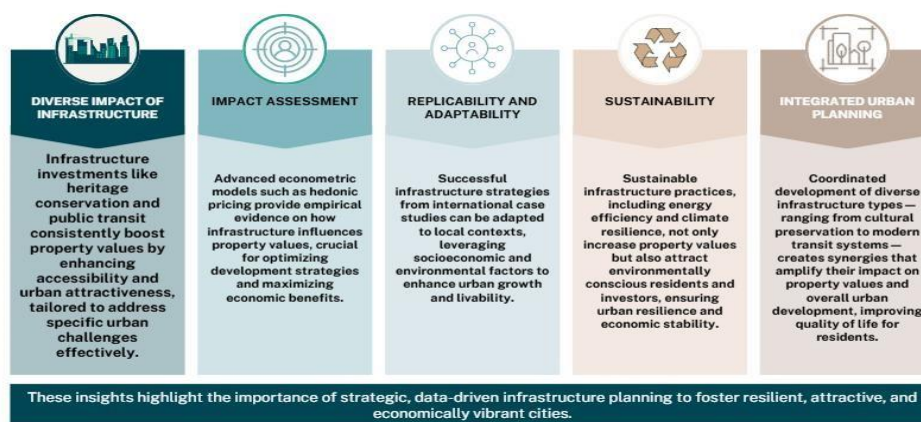 DIVERSE IMPACT OF
INFRASTRUCTURE
Infrastructure
investments like
heritage
conservation and
public transit
consistently boost
property values by
enhancing
accessibility and
urban attractiveness,
tailored to address
specific urban
challenges
effectively.
IMPACT ASSESSMENT
Advanced econometric
models such as hedonic
pricing provide empirical
evidence on how
infrastructure influences
property values, crucial
for optimizing
development strategies
and maximizing
economic benefits.
REPLICABILITY AND
ADAPTABILITY
Successful
infrastructure strategies
from international case
studies can be adapted
to local contexts,
leveraging
socioeconomic and
environmental factors to
enhance urban growth
and livability.
SUSTAINABILITY
Sustainable
infrastructure practices,
including energy
efficiency and climate
resilience, not only
increase property values
but also attract
environmentally
conscious residents and
investors, ensuring
urban resilience and
economic stability.
INTEGRATED URBAN
PLANNING
Coordinated
development of diverse
infrastructure types—
ranging from cultural
preservation to modern
transit systems—
creates synergies that
amplify their impact on
property values and
overall urban
development, improving
quality of life for
residents.
These insights highlight the importance of strategic, data-driven infrastructure planning to foster resilient, attractive, and
economically vibrant cities.